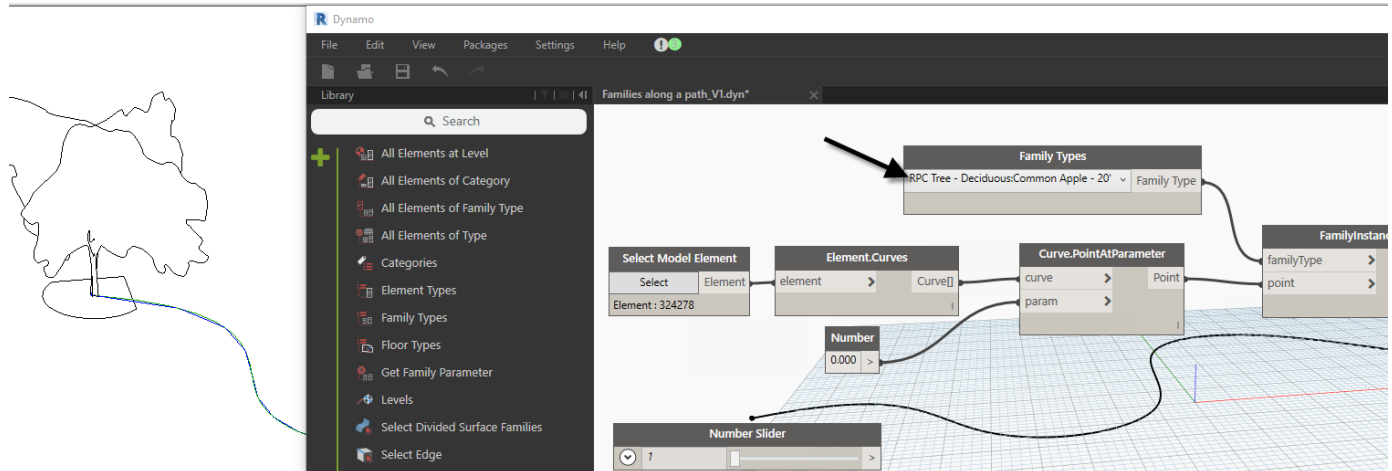 R Dynamo
File Edit View Packages Settings Help
Library
Families along a path_V1.dyn*
Search
All Elements at Level
All Elements of Category
All Elements of Family Type
All Elements of Type
Categories
Element Types
Family Types
Floor Types
Get Family Parameter
Levels
Select Divided Surface Families
Select Edge
Family Types
RPC Tree - Deciduous:Common Apple - 20'
Family Type
Select Model Element
Select
Element
Element : 324278
Element.Curves
element > Curve[]
l
Curve.PointAtParameter
curve > Point
param >
l
FamilyInstanc
familyType >
point >
Number
0.000 >
Number Slider
1 >